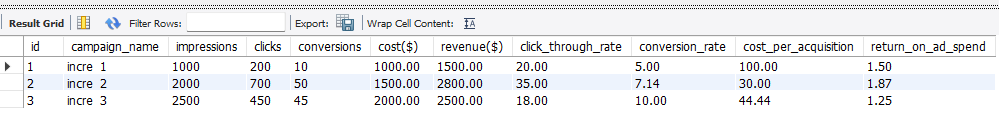 Result Grid Filter Rows: Export: Wrap Cell Content:
id campaign_name impressions clicks conversions cost($) revenue($) click_through_rate conversion_rate cost_per_acquisition return_on_ad_spend
1 incre 1 1000 200 10 1000.00 1500.00 20.00 5.00 100.00 1.50
2 incre 2 2000 700 50 1500.00 2800.00 35.00 7.14 30.00 1.87
3 incre 3 2500 450 45 2000.00 2500.00 18.00 10.00 44.44 1.25